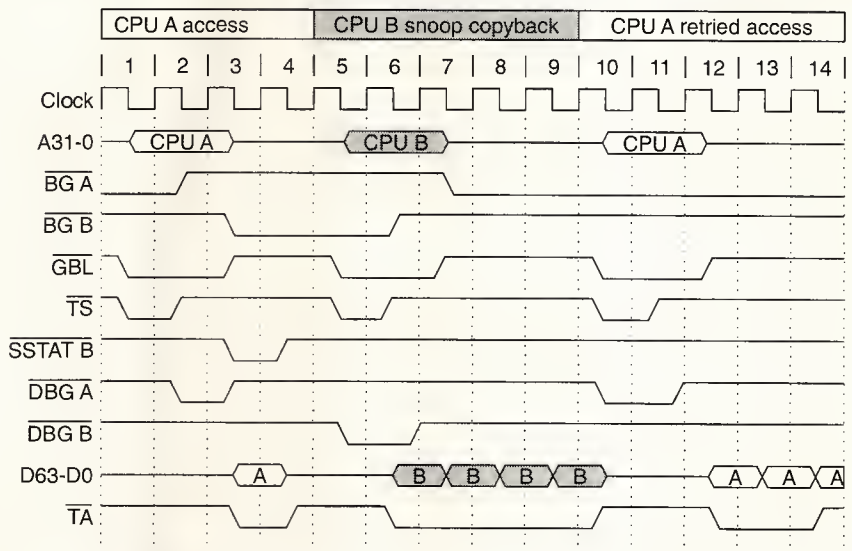 CPU A access CPU B snoop copyback CPU A retried access
1 2 3 4 5 6 7 8 9 10 11 12 13 14
Clock
A31-0 CPU A CPU B CPU A
BG A
BG B
GBL
TS
SSTAT B
DBG A
DBG B
D63-D0 A B B B B A A A
TA